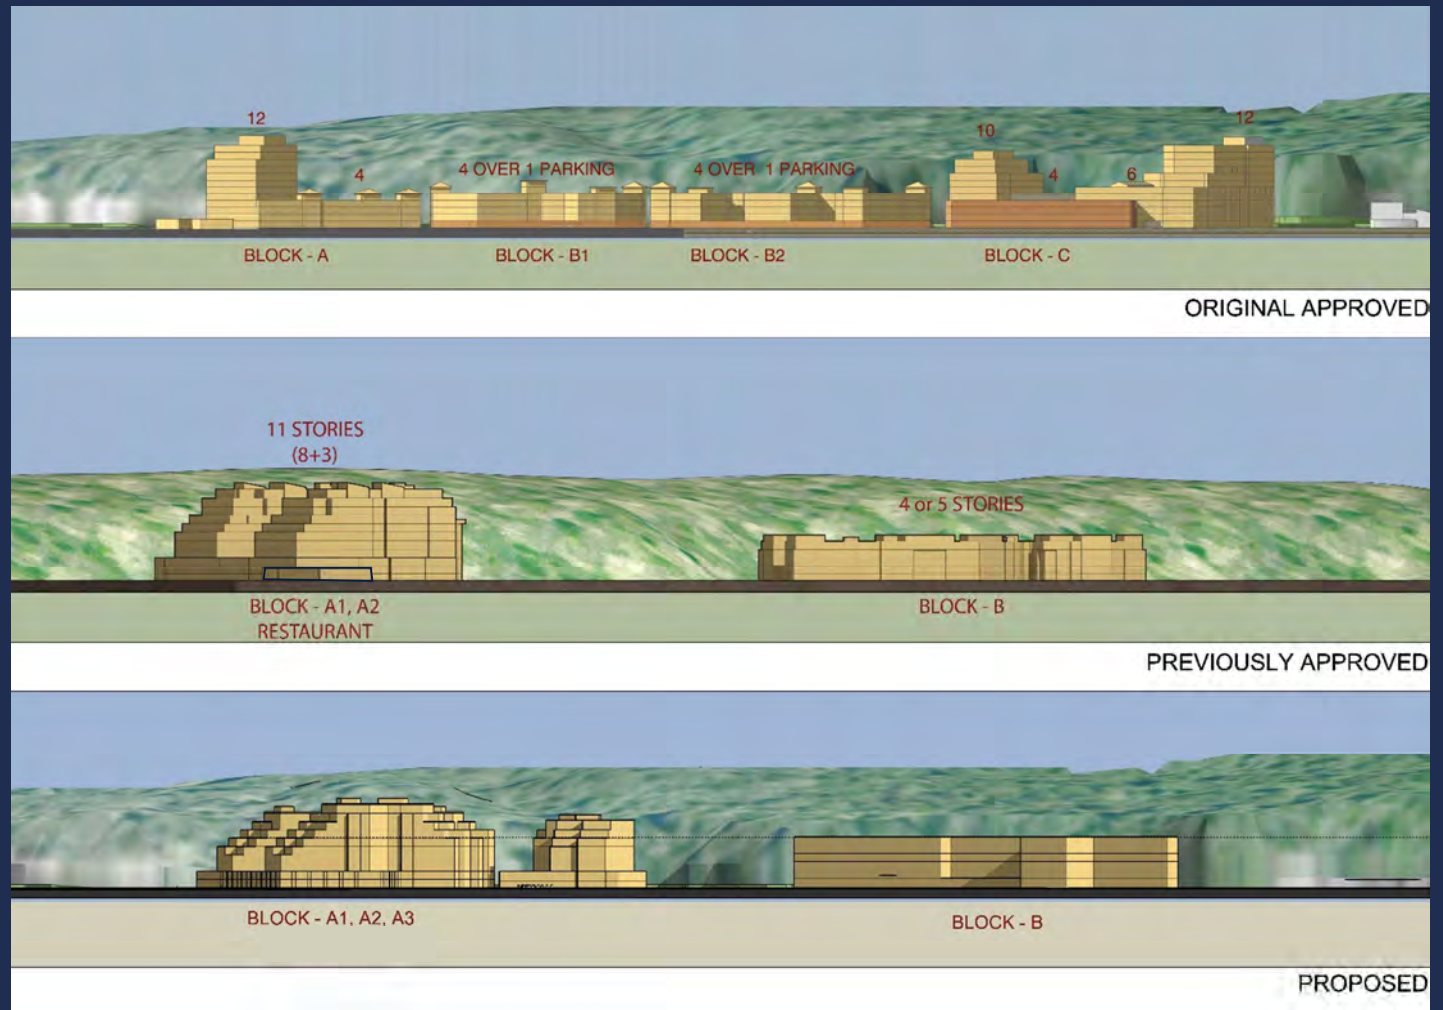 12
12
10
4 OVER 1 PARKING
4 OVER 1 PARKING
4
4
6
BLOCK - A
BLOCK - B1
BLOCK - B2
BLOCK - C
ORIGINAL APPROVED
11 STORIES
(8+3)
4 or 5 STORIES
BLOCK - A1, A2
RESTAURANT
BLOCK - B
PREVIOUSLY APPROVED
BLOCK - A1, A2, A3
BLOCK - B
PROPOSED